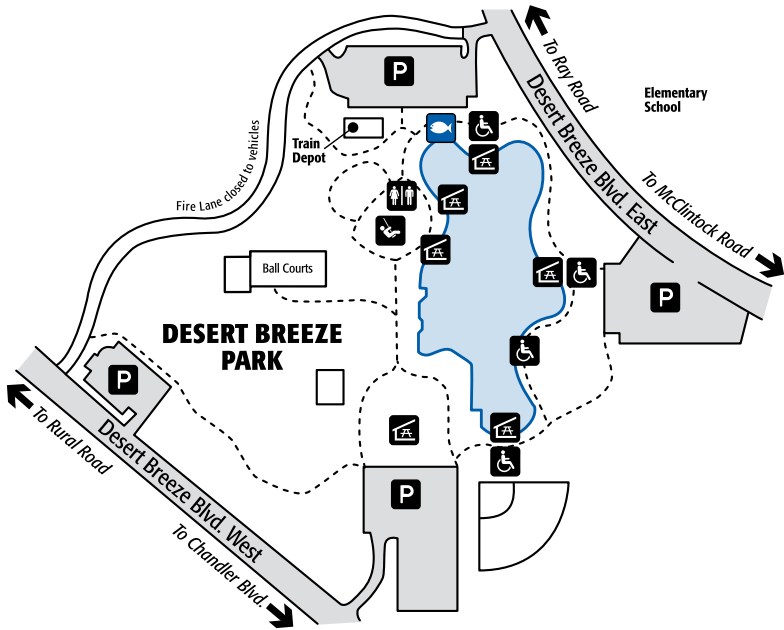 P
To Ray Road
Elementary
School
Desert Breeze Blvd. East
Train
Depot
Fire Lane closed to vehicles
To McClintock Road
Ball Courts
P
DESERT BREEZE
PARK
P
To Rural Road
Desert Breeze Blvd. West
P
To Chandler Blvd.